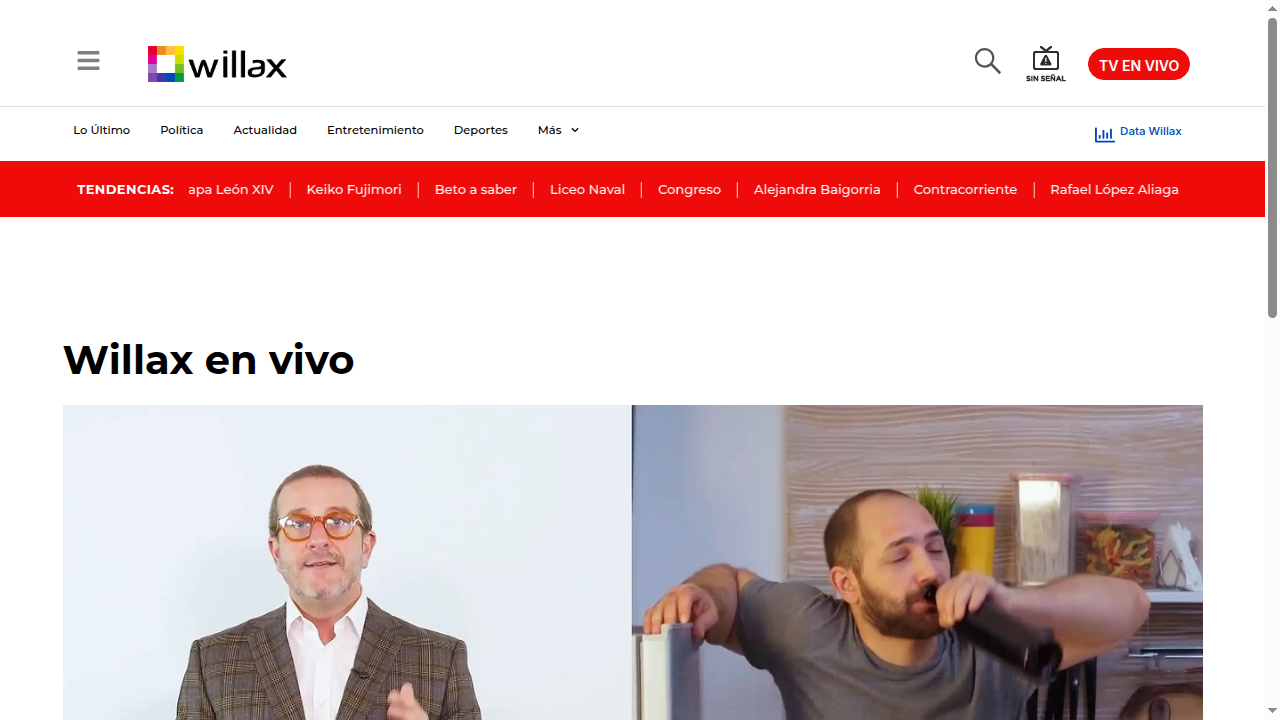 willax
SIN SEÑAL
TV EN VIVO
Lo Último
Política
Actualidad
Entretenimiento
Deportes
Más
Data Willax
TENDENCIAS:
apa León XIV
Keiko Fujimori
Beto a saber
Liceo Naval
Congreso
Alejandra Baigorria
Contracorriente
Rafael López Aliaga
Willax en vivo